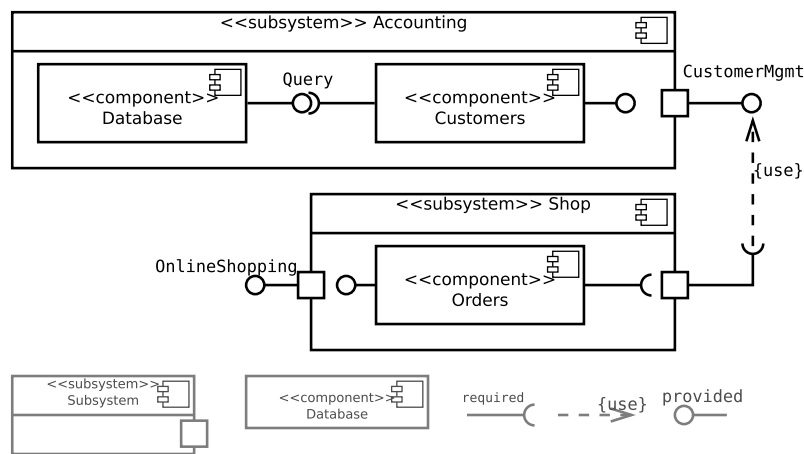 <<subsystem>> Accounting
CustomerMgmt
Query
<<component>>
Database
<<component>>
Customers
{use}
<<subsystem>> Shop
OnlineShopping
<<component>>
Orders
<<subsystem>>
Subsystem
<<component>>
Database
required
{use}
provided